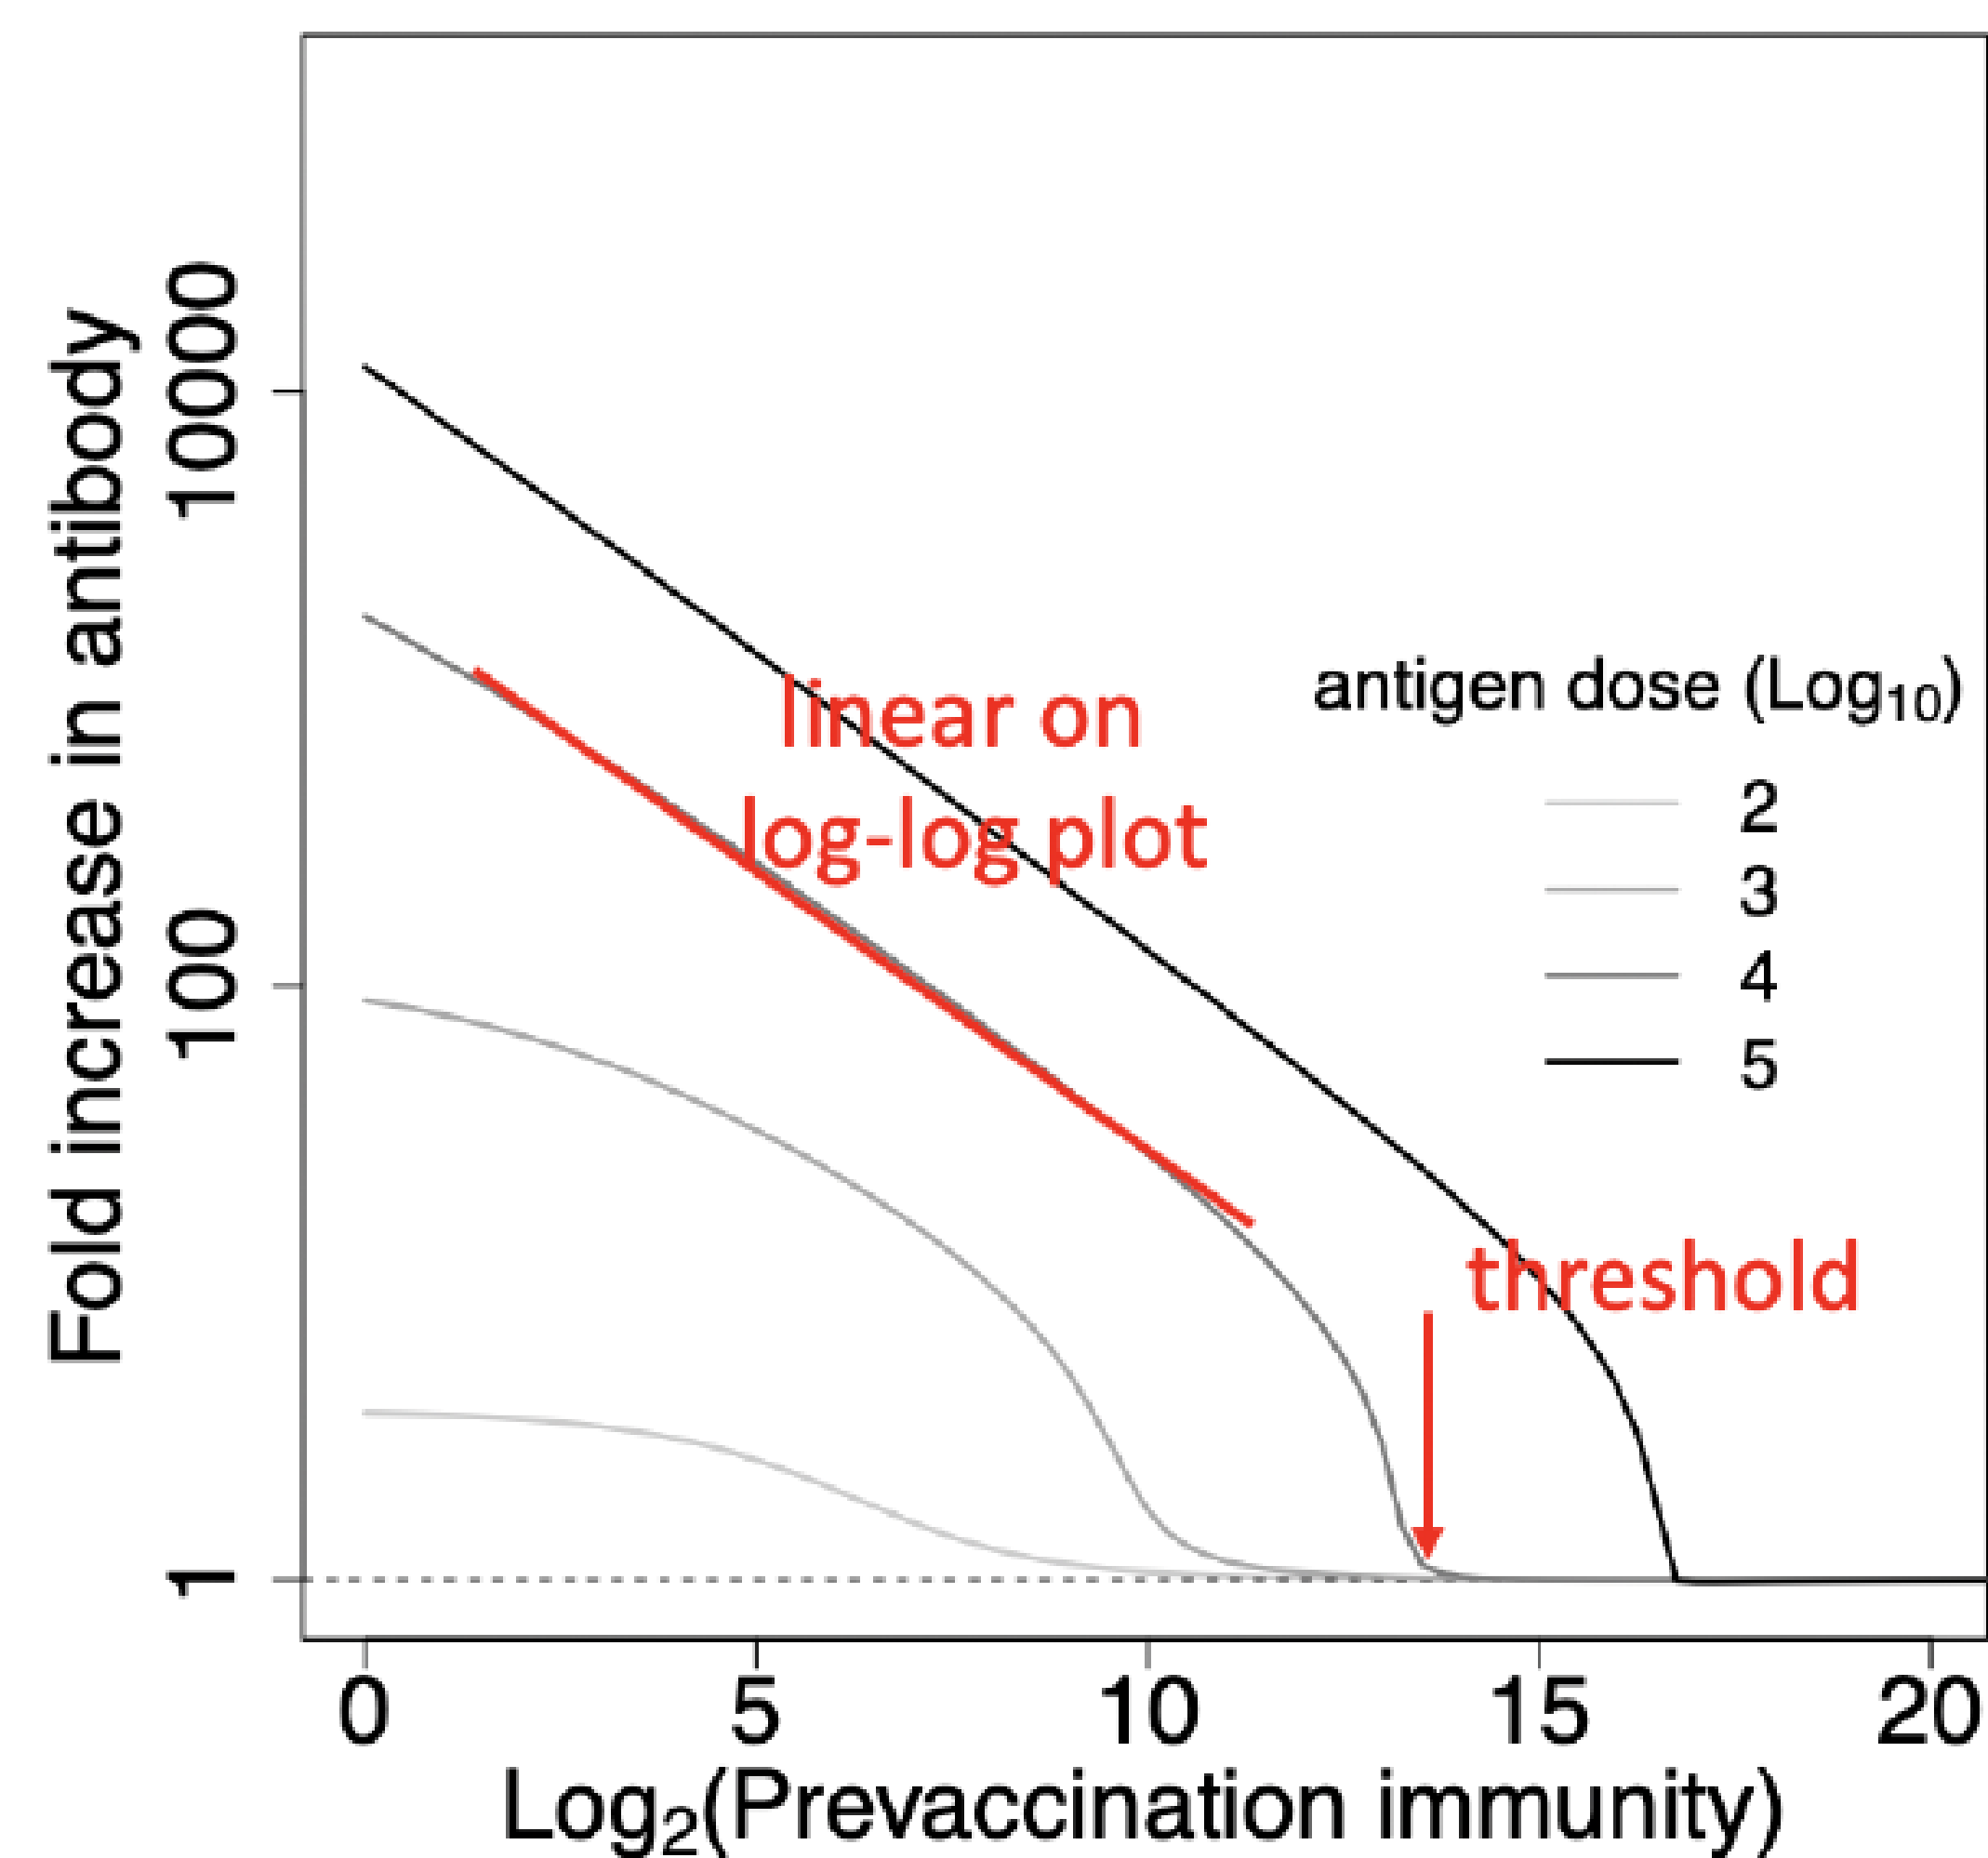 Fold increase in antibody
10000
100
1
linear on
log-log plot
antigen dose (Log₁₀)
2
3
4
5
threshold
0 5 10 15 20
Log₂(Prevaccination immunity)